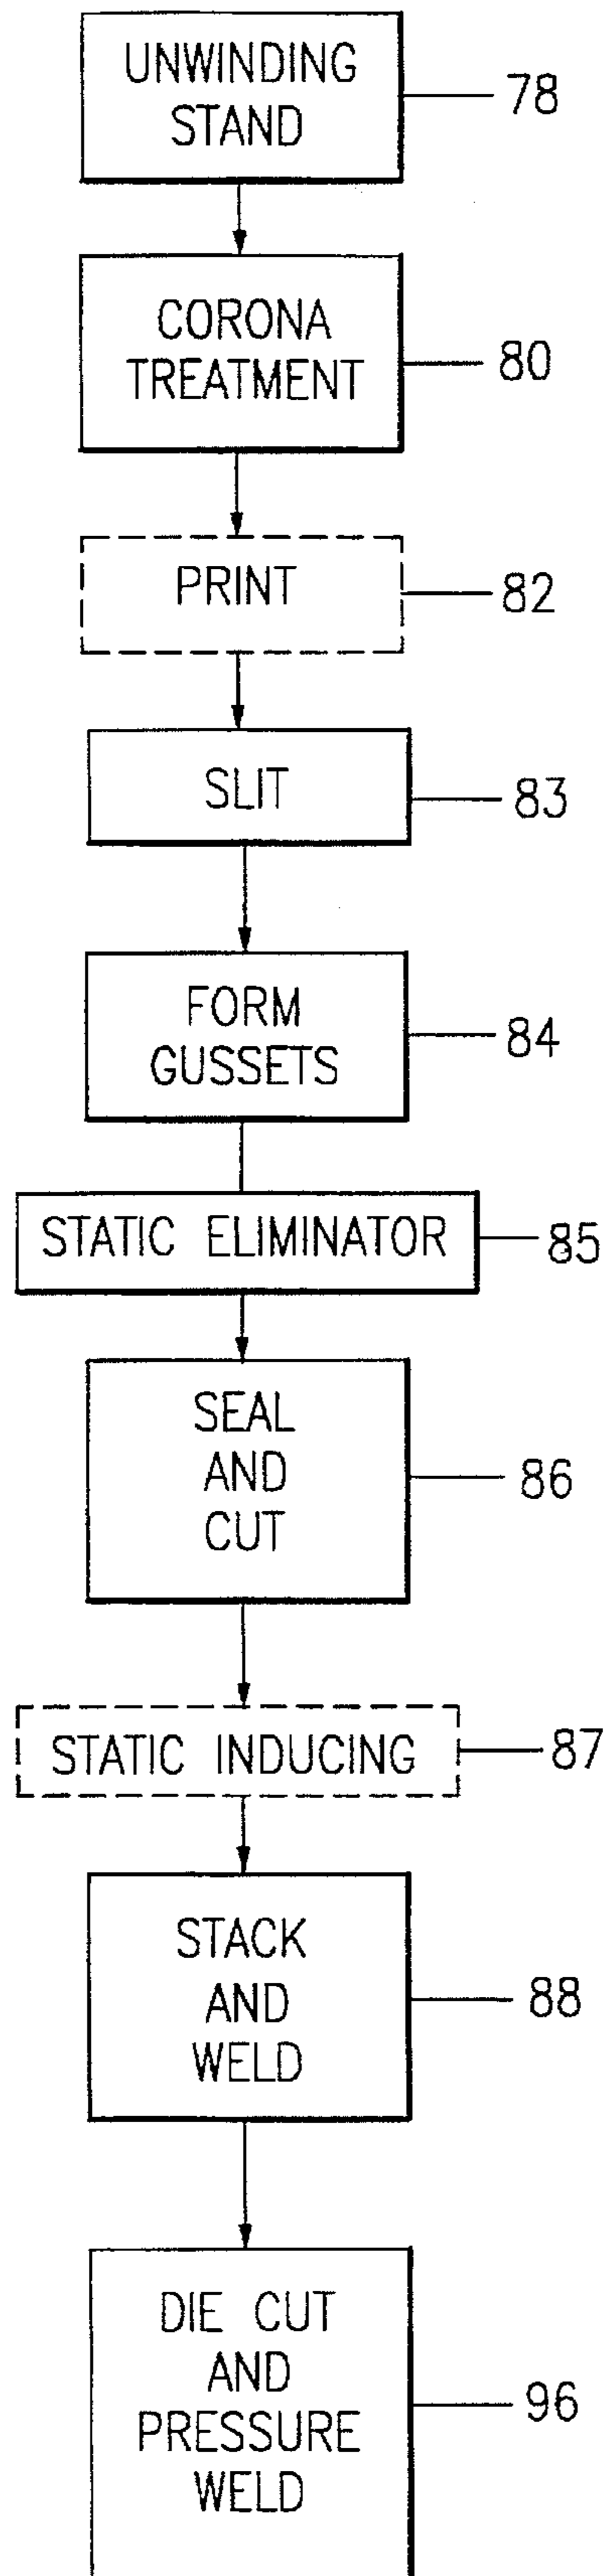 UNWINDING
STAND
78
CORONA
TREATMENT
80
PRINT
82
SLIT
83
FORM
GUSSETS
84
STATIC ELIMINATOR
85
SEAL
AND
CUT
86
STATIC INDUCING
87
STACK
AND
WELD
88
DIE CUT
AND
PRESSURE
WELD
96